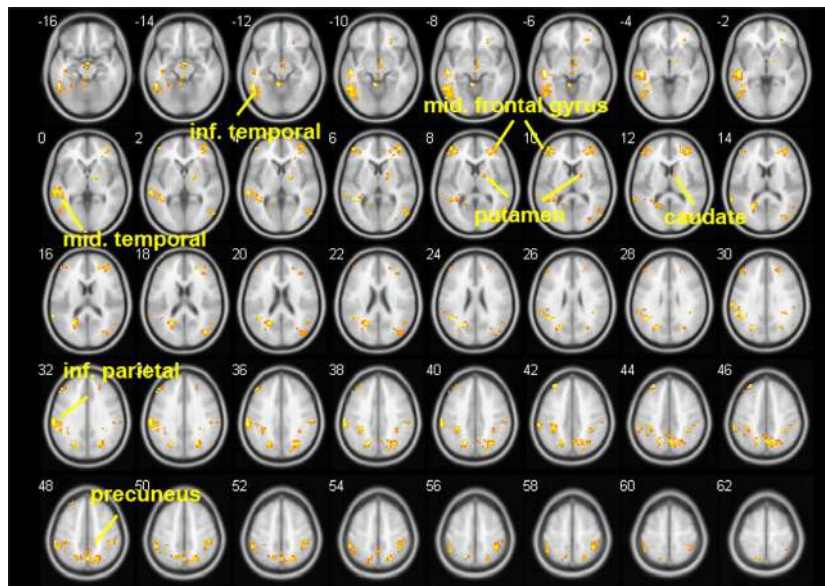 -16 -14 -12 -10 -8 -6 -4 -2
mid. frontal gyrus
inf. temporal
0 2 4 6 8 10 12 14
putamen caudate
mid. temporal
16 18 20 22 24 26 28 30
32 36 38 40 42 44 46
inf. parietal
48 50 52 54 56 58 60 62
precuneus